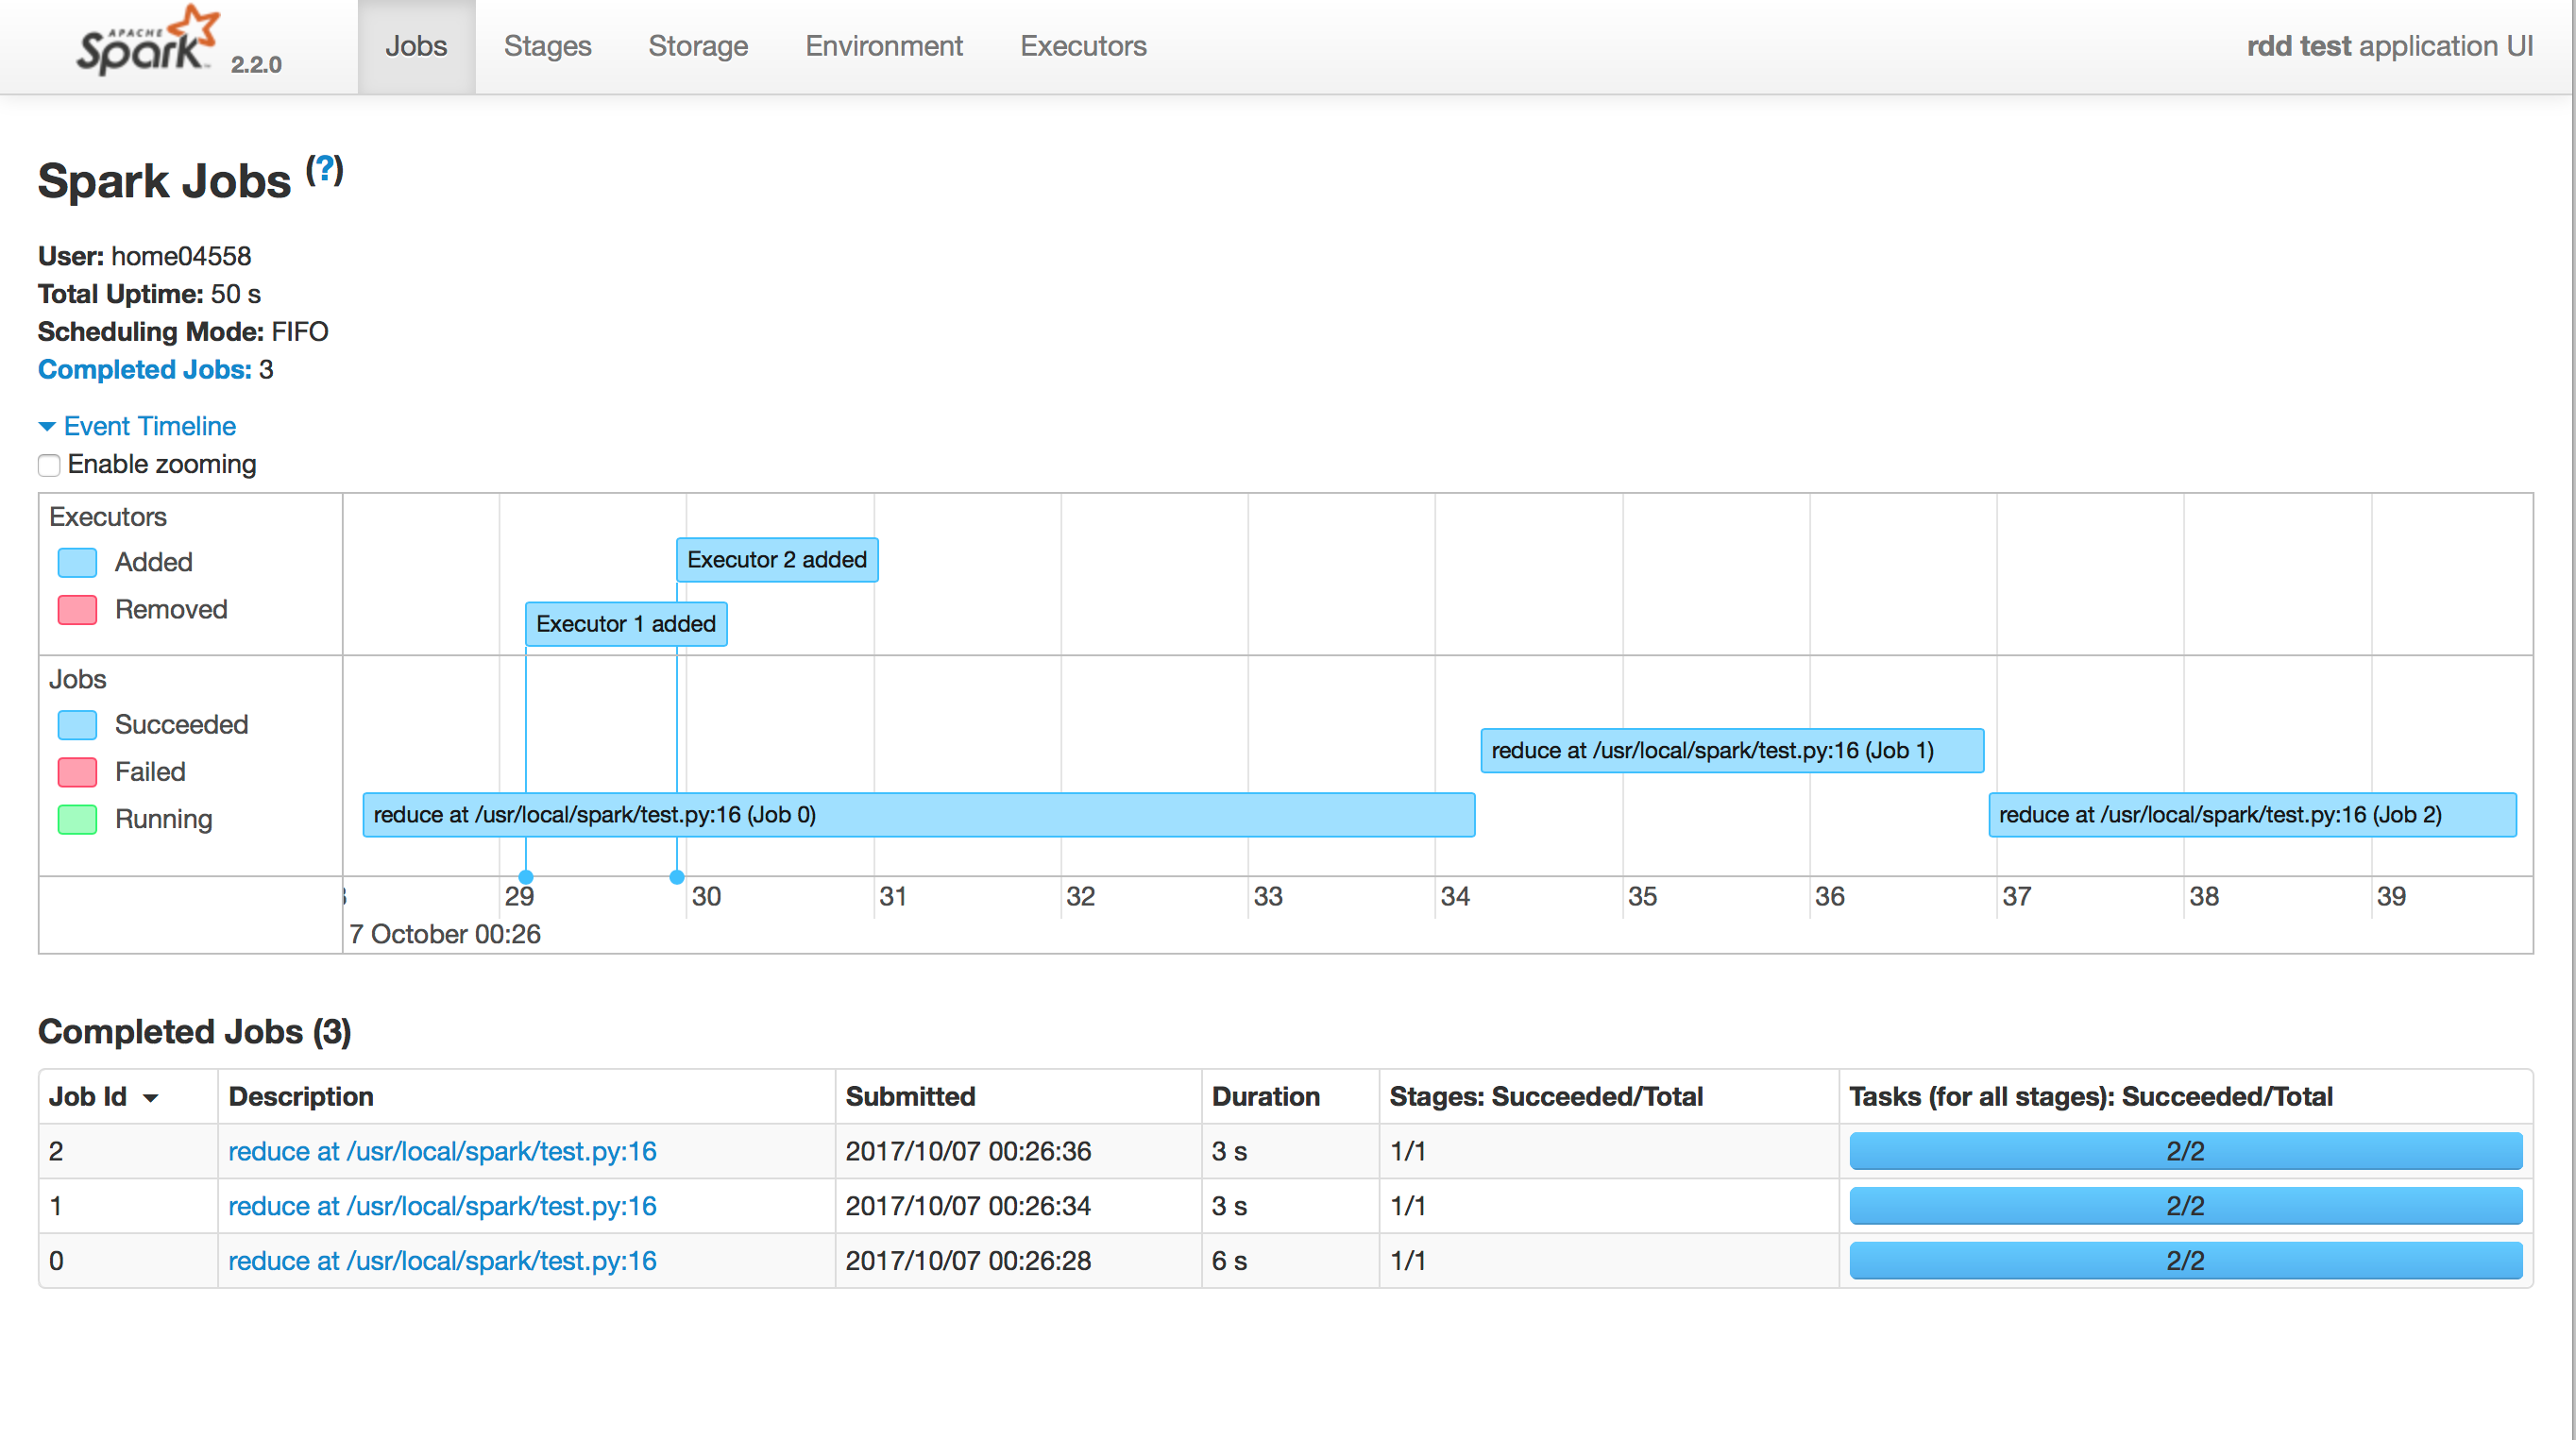 APACHE
Spark 2.2.0
Jobs Stages Storage Environment Executors rdd test application UI
Spark Jobs (?)
User: home04558
Total Uptime: 50 s
Scheduling Mode: FIFO
Completed Jobs: 3
Event Timeline
Enable zooming
Executors
Added
Removed
Executor 2 added
Executor 1 added
Jobs
Succeeded
Failed
Running
reduce at /usr/local/spark/test.py:16 (Job 1)
reduce at /usr/local/spark/test.py:16 (Job 0)
reduce at /usr/local/spark/test.py:16 (Job 2)
29 30 31 32 33 34 35 36 37 38 39
7 October 00:26
Completed Jobs (3)
Job Id Description Submitted Duration Stages: Succeeded/Total Tasks (for all stages): Succeeded/Total
2 reduce at /usr/local/spark/test.py:16 2017/10/07 00:26:36 3 s 1/1 2/2
1 reduce at /usr/local/spark/test.py:16 2017/10/07 00:26:34 3 s 1/1 2/2
0 reduce at /usr/local/spark/test.py:16 2017/10/07 00:26:28 6 s 1/1 2/2